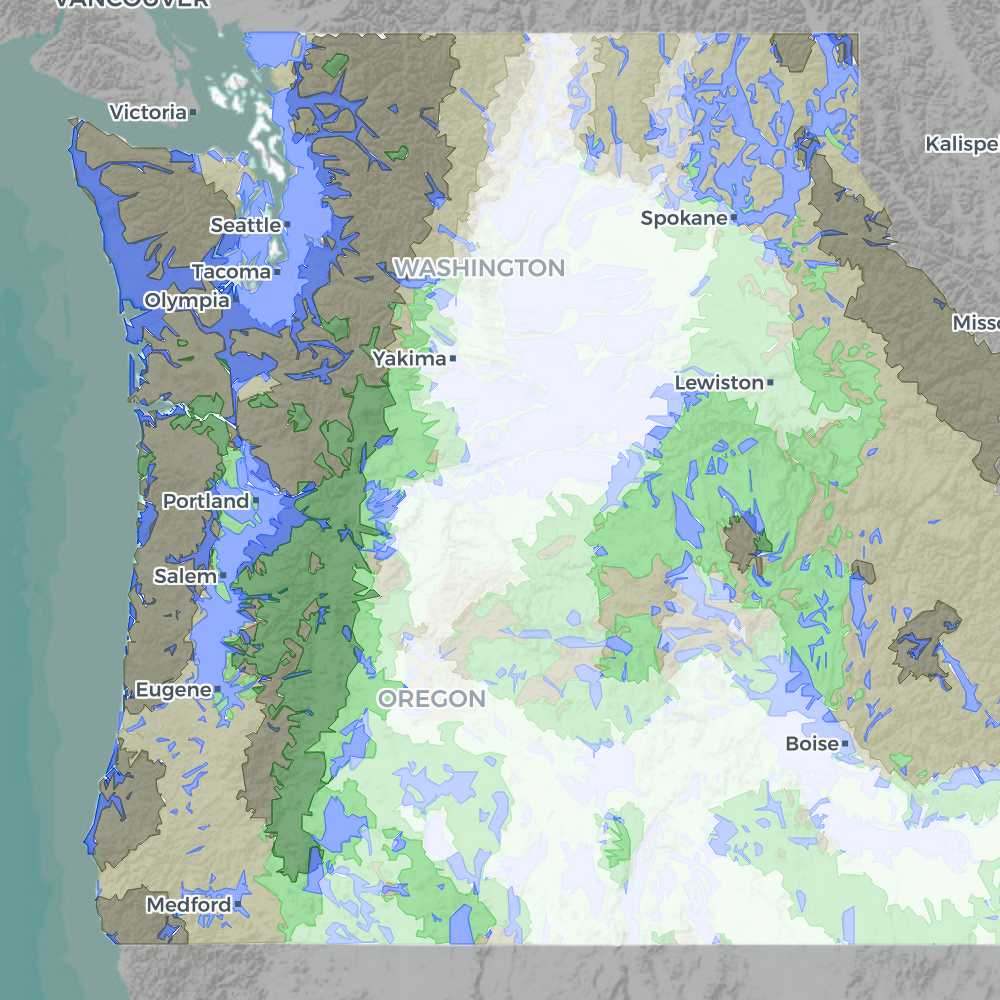 VANCOUVER
Victoria
Kalispe
Seattle
Spokane
WASHINGTON
Tacoma
Olympia
Misso
Yakima
Lewiston
Portland
Salem
Eugene
OREGON
Boise
Medford